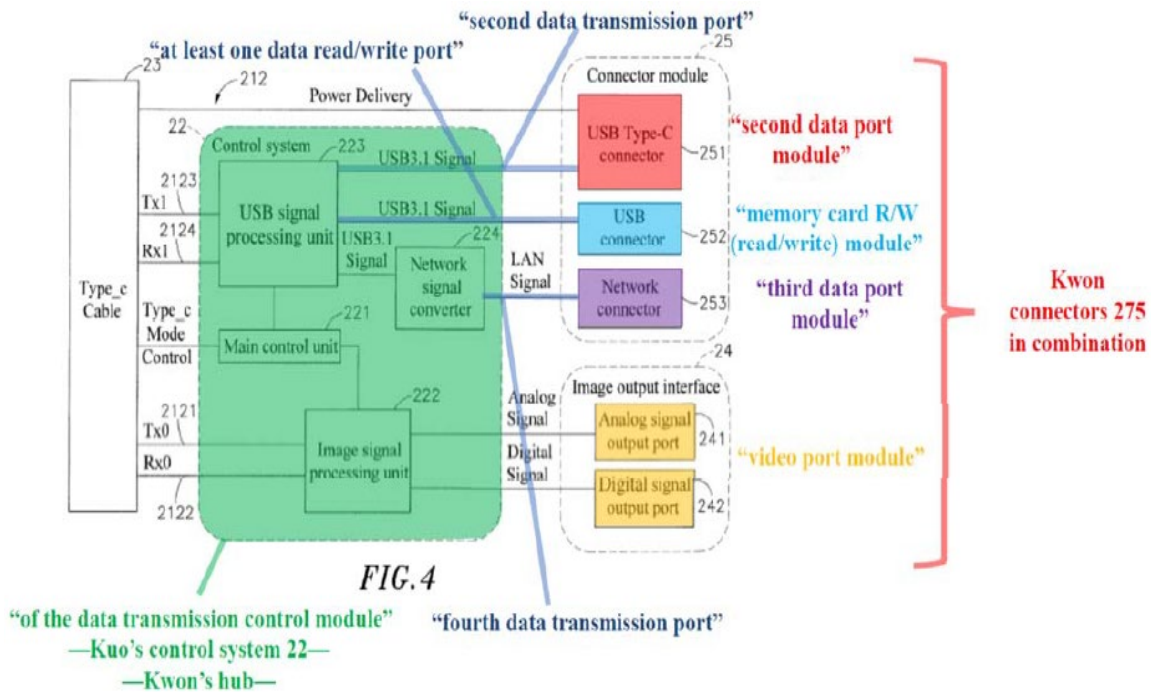 “second data transmission port”
“at least one data read/write port”
25
23
212
Connector module
Power Delivery
22
Control system
223
USB3.1 Signal
USB Type-C
connector
251
“second data port
module”
2123
Tx1
USB signal
processing unit
USB3.1 Signal
USB
connector
252
“memory card R/W
(read/write) module”
2124
Rx1
USB3.1
Signal
224
LAN
Signal
Network
signal
converter
Network
connector
253
“third data port
module”
Kwon
connectors 275
in combination
Type_c
Cable
Type_c
Mode
Control
221
Main control unit
24
222
Image output interface
Analog
Signal
Analog signal
output port
241
2121
Tx0
Rx0
Image signal
processing unit
Digital
Signal
“video port module”
Digital signal
output port
242
2122
FIG.4
“of the data transmission control module”
—Kuo’s control system 22—
—Kwon’s hub—
“fourth data transmission port”